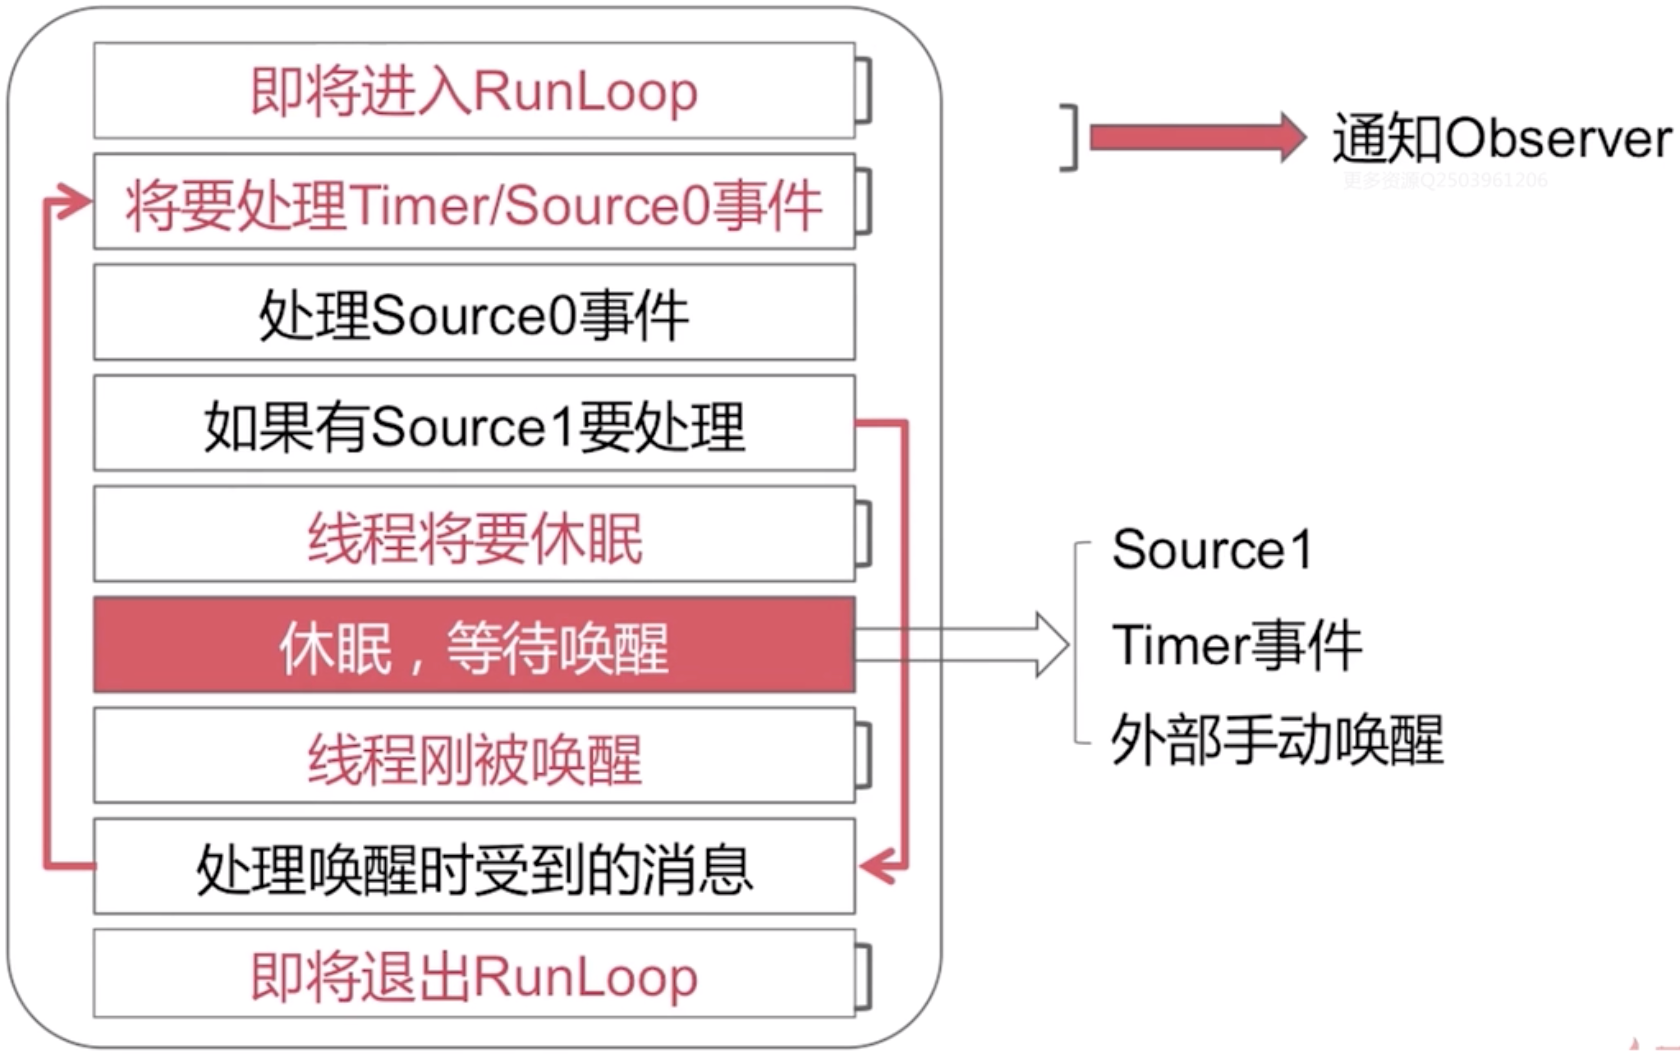 即将进入RunLoop
将要处理Timer/Source0事件
处理Source0事件
如果有Source1要处理
线程将要休眠
休眠，等待唤醒
线程刚被唤醒
处理唤醒时受到的消息
即将退出RunLoop
通知Observer
更多资源Q2503961206
Source1
Timer事件
外部手动唤醒